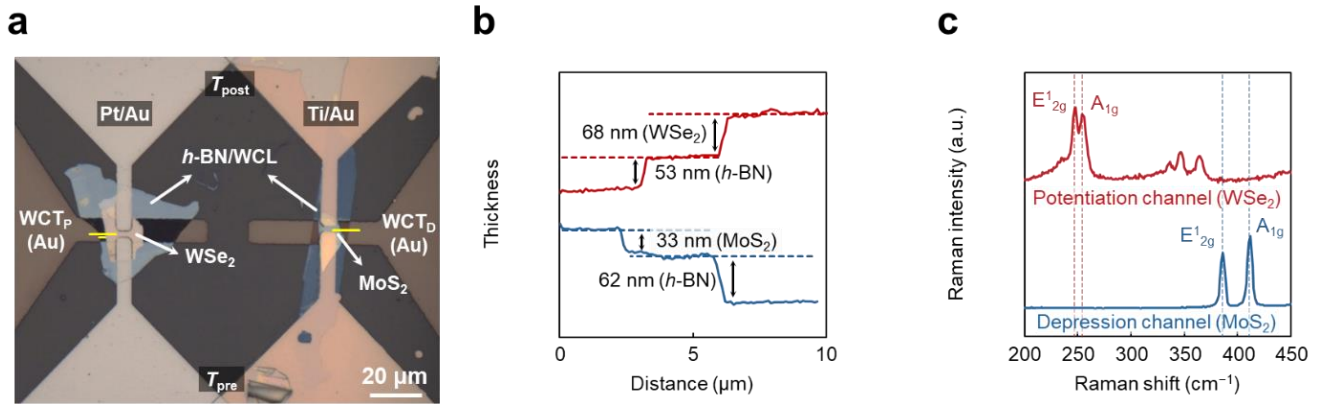 a
T_post
Pt/Au
Ti/Au
h-BN/WCL
WCT_P
(Au)
WCT_D
(Au)
WSe₂
MoS₂
T_pre
20 μm
b
Thickness
68 nm (WSe₂)
53 nm (h-BN)
33 nm (MoS₂)
62 nm (h-BN)
0 5 10
Distance (μm)
c
Raman intensity (a.u.)
E¹₂g A₁g
Potentiation channel (WSe₂)
E¹₂g A₁g
Depression channel (MoS₂)
200 250 300 350 400 450
Raman shift (cm⁻¹)